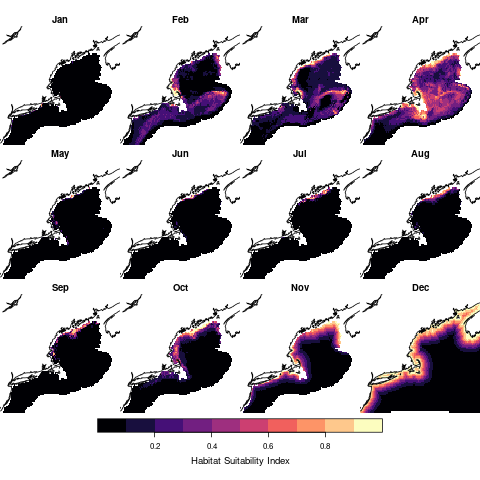 Jan Feb Mar Apr
May Jun Jul Aug
Sep Oct Nov Dec
0.2 0.4 0.6 0.8
Habitat Suitability Index